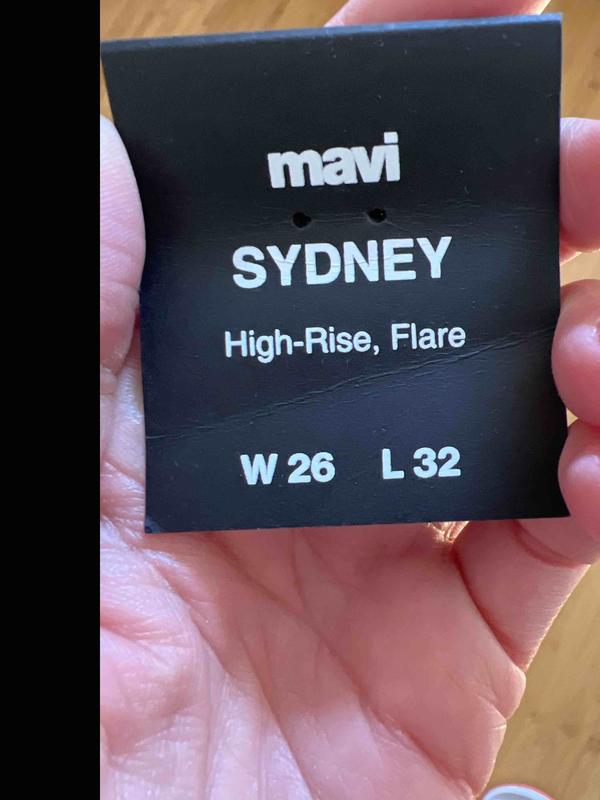 mavi
SYDNEY
High-Rise, Flare
W 26 L 32